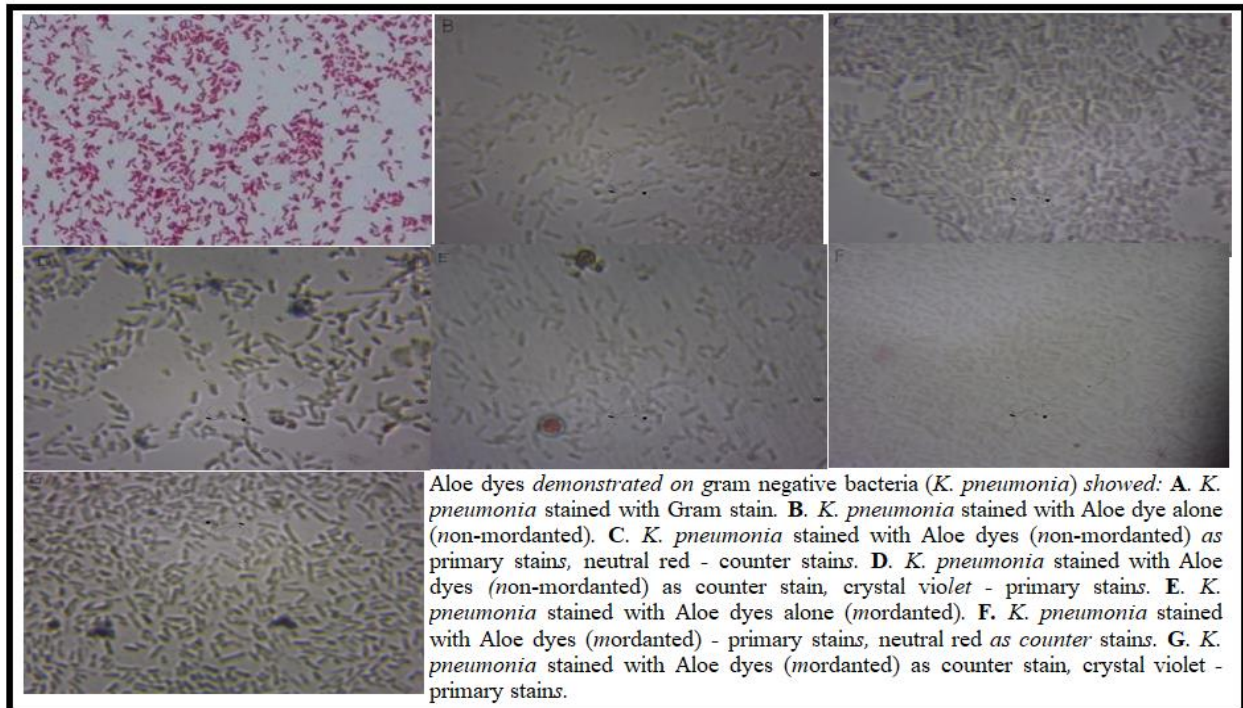 A
B
C
D
E
F
G
Aloe dyes demonstrated on gram negative bacteria (K. pneumonia) showed: A. K.
pneumonia stained with Gram stain. B. K. pneumonia stained with Aloe dye alone
(non-mordanted). C. K. pneumonia stained with Aloe dyes (non-mordanted) as
primary stains, neutral red - counter stains. D. K. pneumonia stained with Aloe
dyes (non-mordanted) as counter stain, crystal violet - primary stains. E. K.
pneumonia stained with Aloe dyes alone (mordanted). F. K. pneumonia stained
with Aloe dyes (mordanted) - primary stains, neutral red as counter stains. G. K.
pneumonia stained with Aloe dyes (mordanted) as counter stain, crystal violet -
primary stains.